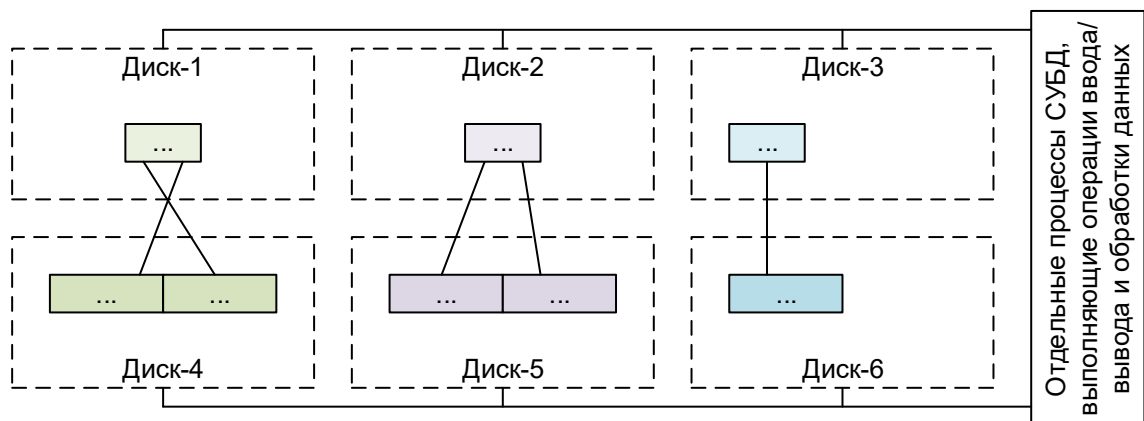 Диск-1
Диск-2
Диск-3
...
...
...
... ...
... ...
...
Диск-4
Диск-5
Диск-6
Отдельные процессы СУБД,
выполняющие операции ввода/
вывода и обработки данных